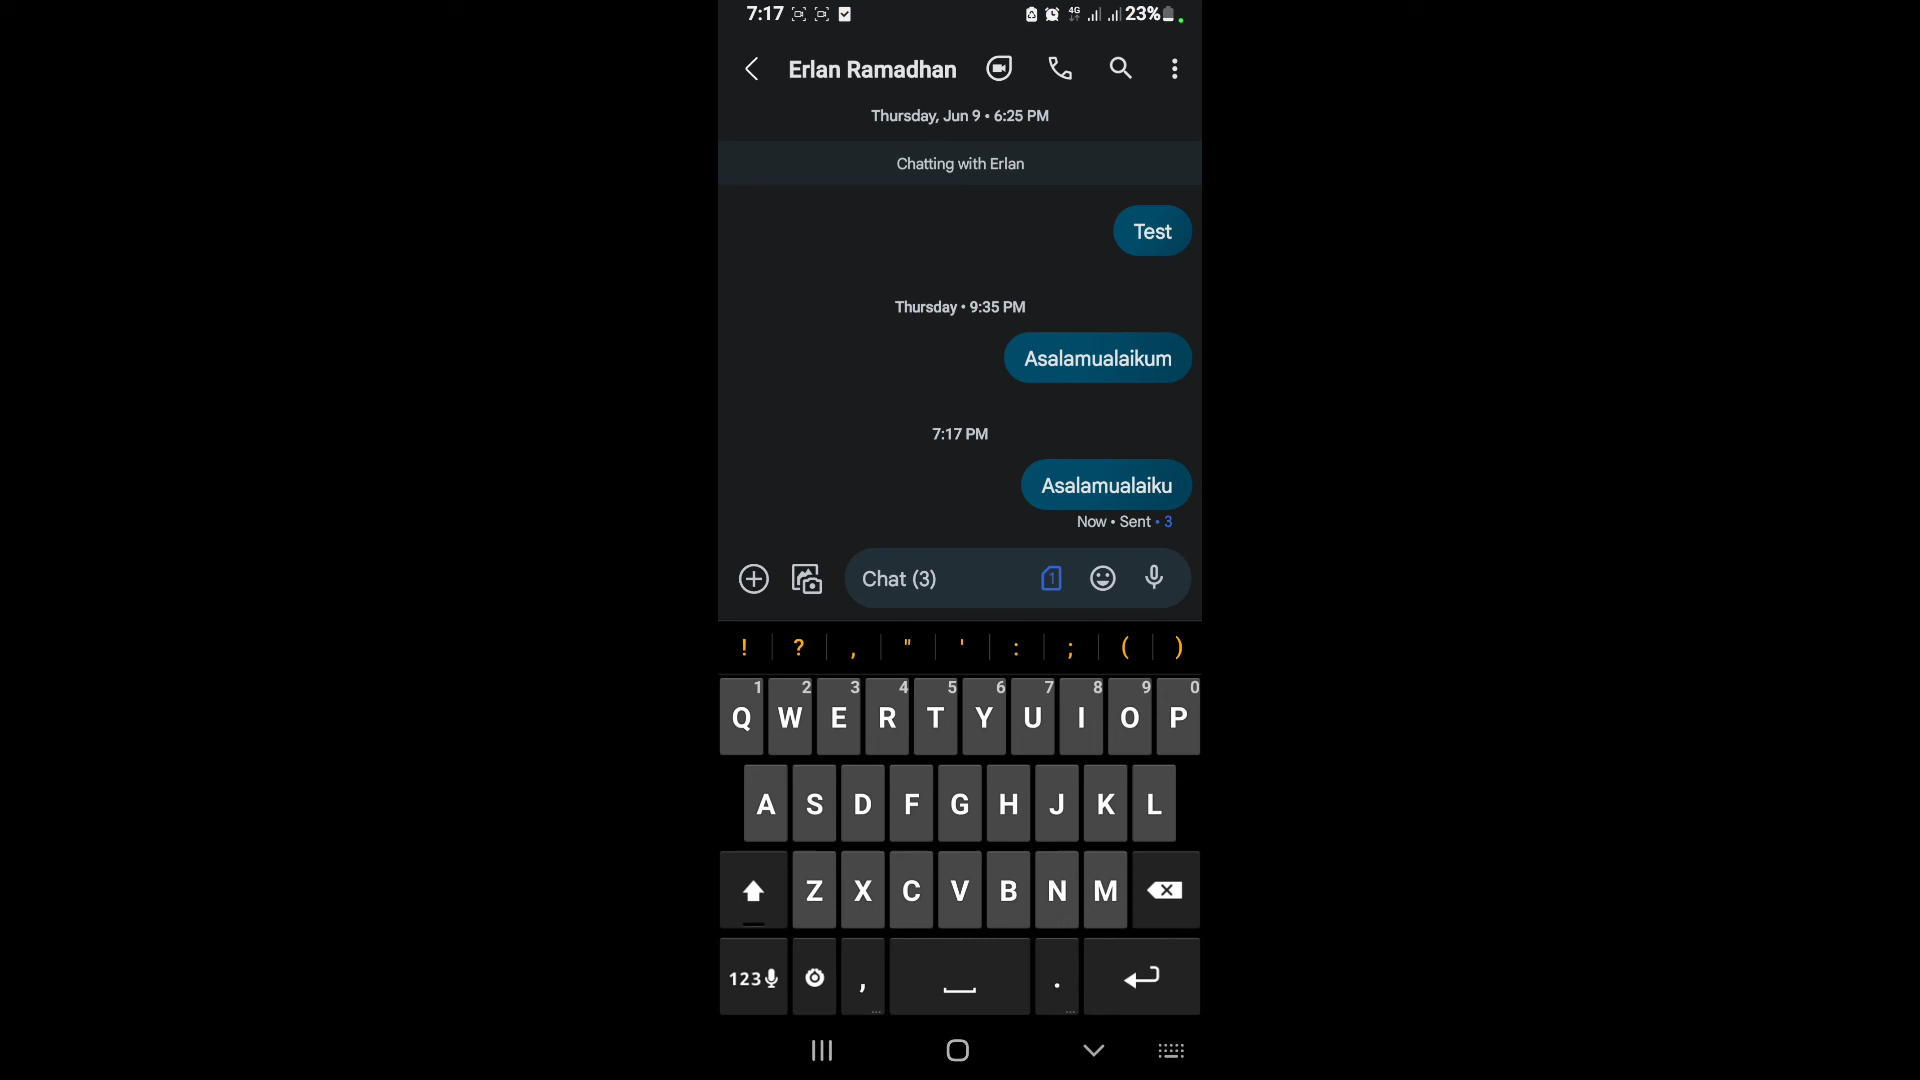 7:17 4G 23%
Erlan Ramadhan
Thursday, Jun 9 • 6:25 PM
Chatting with Erlan
Test
Thursday • 9:35 PM
Asalamualaikum
7:17 PM
Asalamualaiku
Now • Sent • 3
Chat (3) 1
! ? , " ' : ; ( )
1 2 3 4 5 6 7 8 9 0
Q W E R T Y U I O P
A S D F G H J K L
Z X C V B N M
123 , .